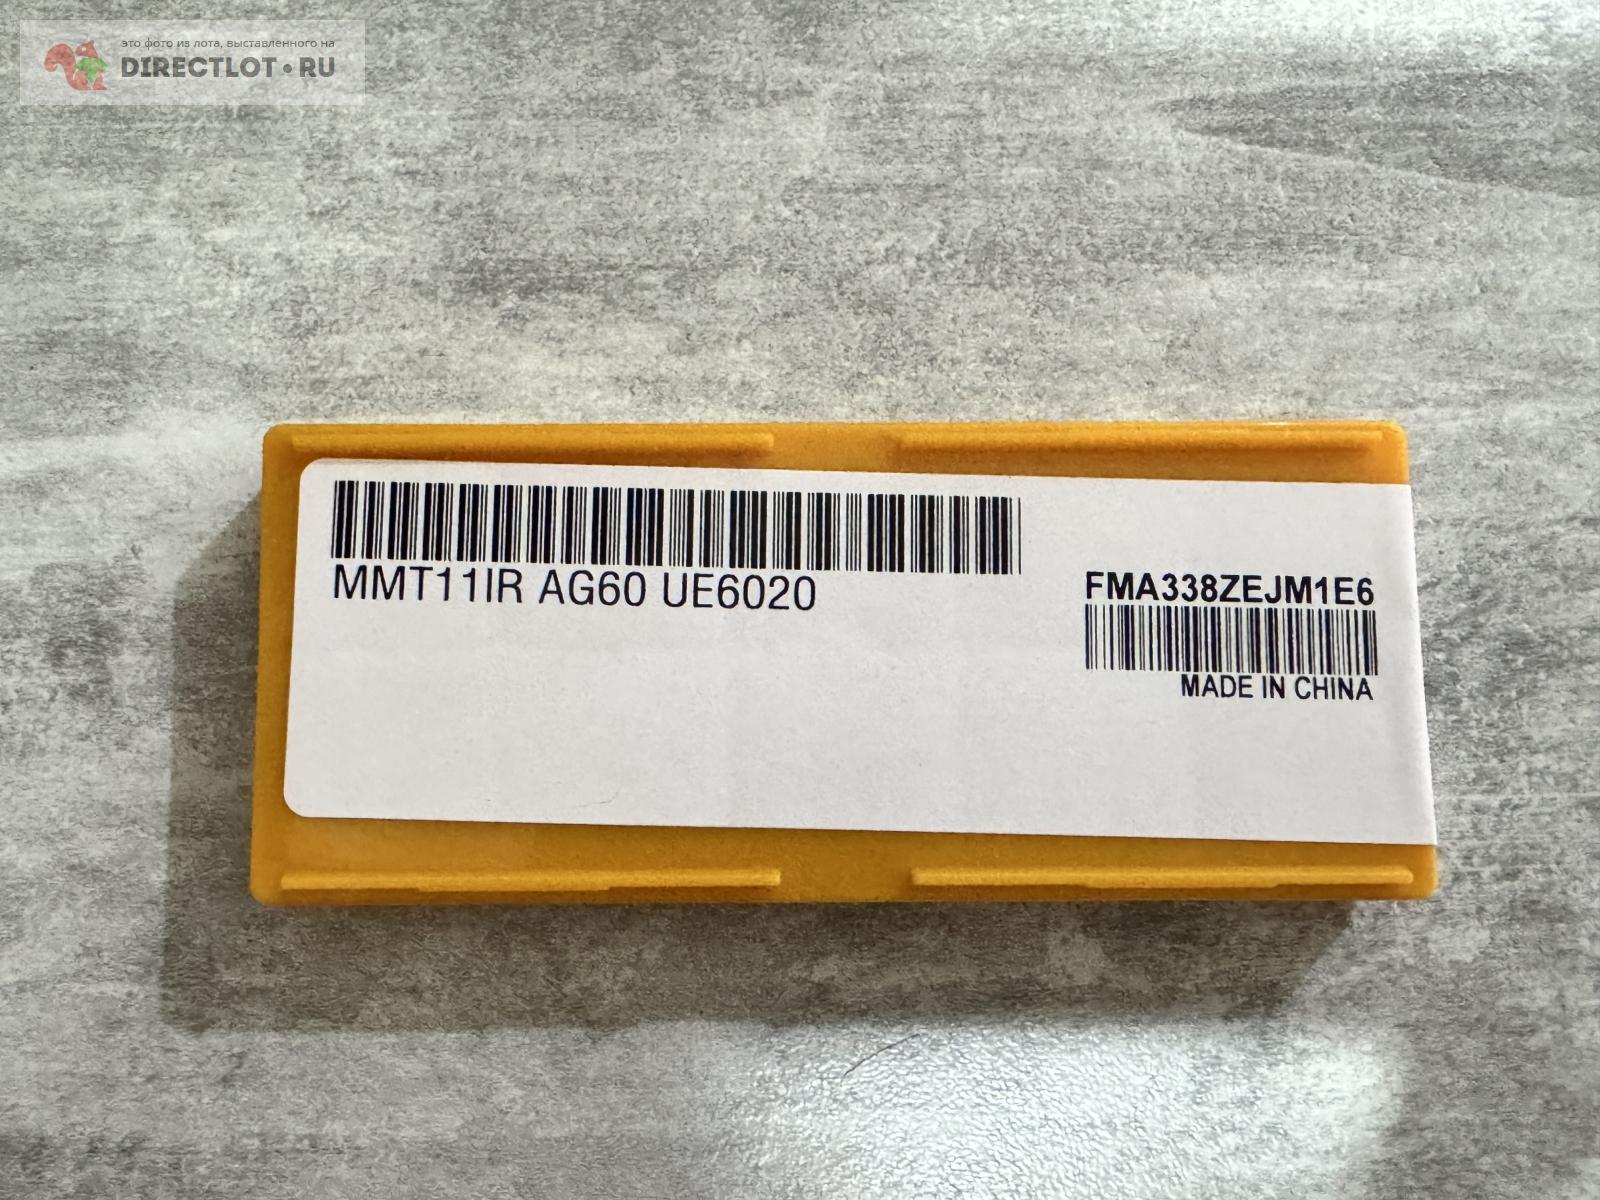 это фото из лота, выставленного на
DIRECTLOT•RU
MMT11IR AG60 UE6020
FMA338ZEJM1E6
MADE IN CHINA